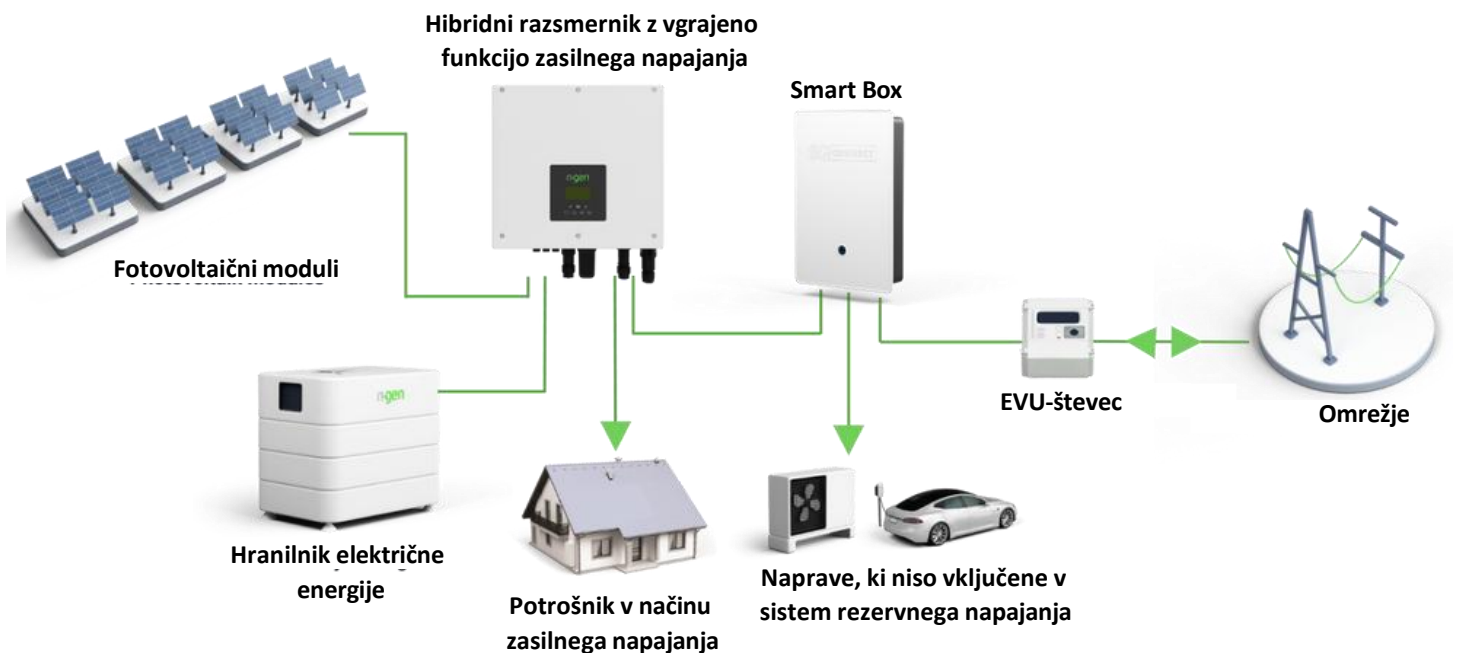 Hibridni razsmernik z vgrajeno
funkcijo zasilnega napajanja
Smart Box
n·gen
Fotovoltaični moduli
n·gen
EVU-števec
Omrežje
Hranilnik električne
energije
Potrošnik v načinu
zasilnega napajanja
Naprave, ki niso vključene v
sistem rezervnega napajanja